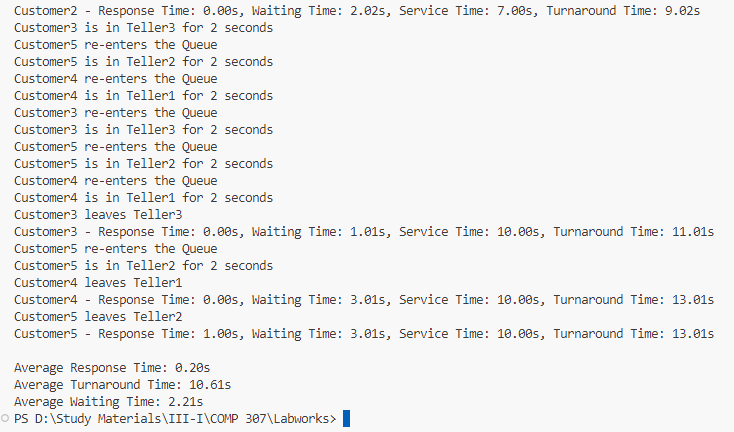 Customer2 - Response Time: 0.00s, Waiting Time: 2.02s, Service Time: 7.00s, Turnaround Time: 9.02s
Customer3 is in Teller3 for 2 seconds
Customer5 re-enters the Queue
Customer5 is in Teller2 for 2 seconds
Customer4 re-enters the Queue
Customer4 is in Teller1 for 2 seconds
Customer3 re-enters the Queue
Customer3 is in Teller3 for 2 seconds
Customer5 re-enters the Queue
Customer5 is in Teller2 for 2 seconds
Customer4 re-enters the Queue
Customer4 is in Teller1 for 2 seconds
Customer3 leaves Teller3
Customer3 - Response Time: 0.00s, Waiting Time: 1.01s, Service Time: 10.00s, Turnaround Time: 11.01s
Customer5 re-enters the Queue
Customer5 is in Teller2 for 2 seconds
Customer4 leaves Teller1
Customer4 - Response Time: 0.00s, Waiting Time: 3.01s, Service Time: 10.00s, Turnaround Time: 13.01s
Customer5 leaves Teller2
Customer5 - Response Time: 1.00s, Waiting Time: 3.01s, Service Time: 10.00s, Turnaround Time: 13.01s
Average Response Time: 0.20s
Average Turnaround Time: 10.61s
Average Waiting Time: 2.21s
PS D:\Study Materials\III-I\COMP 307\Labworks>